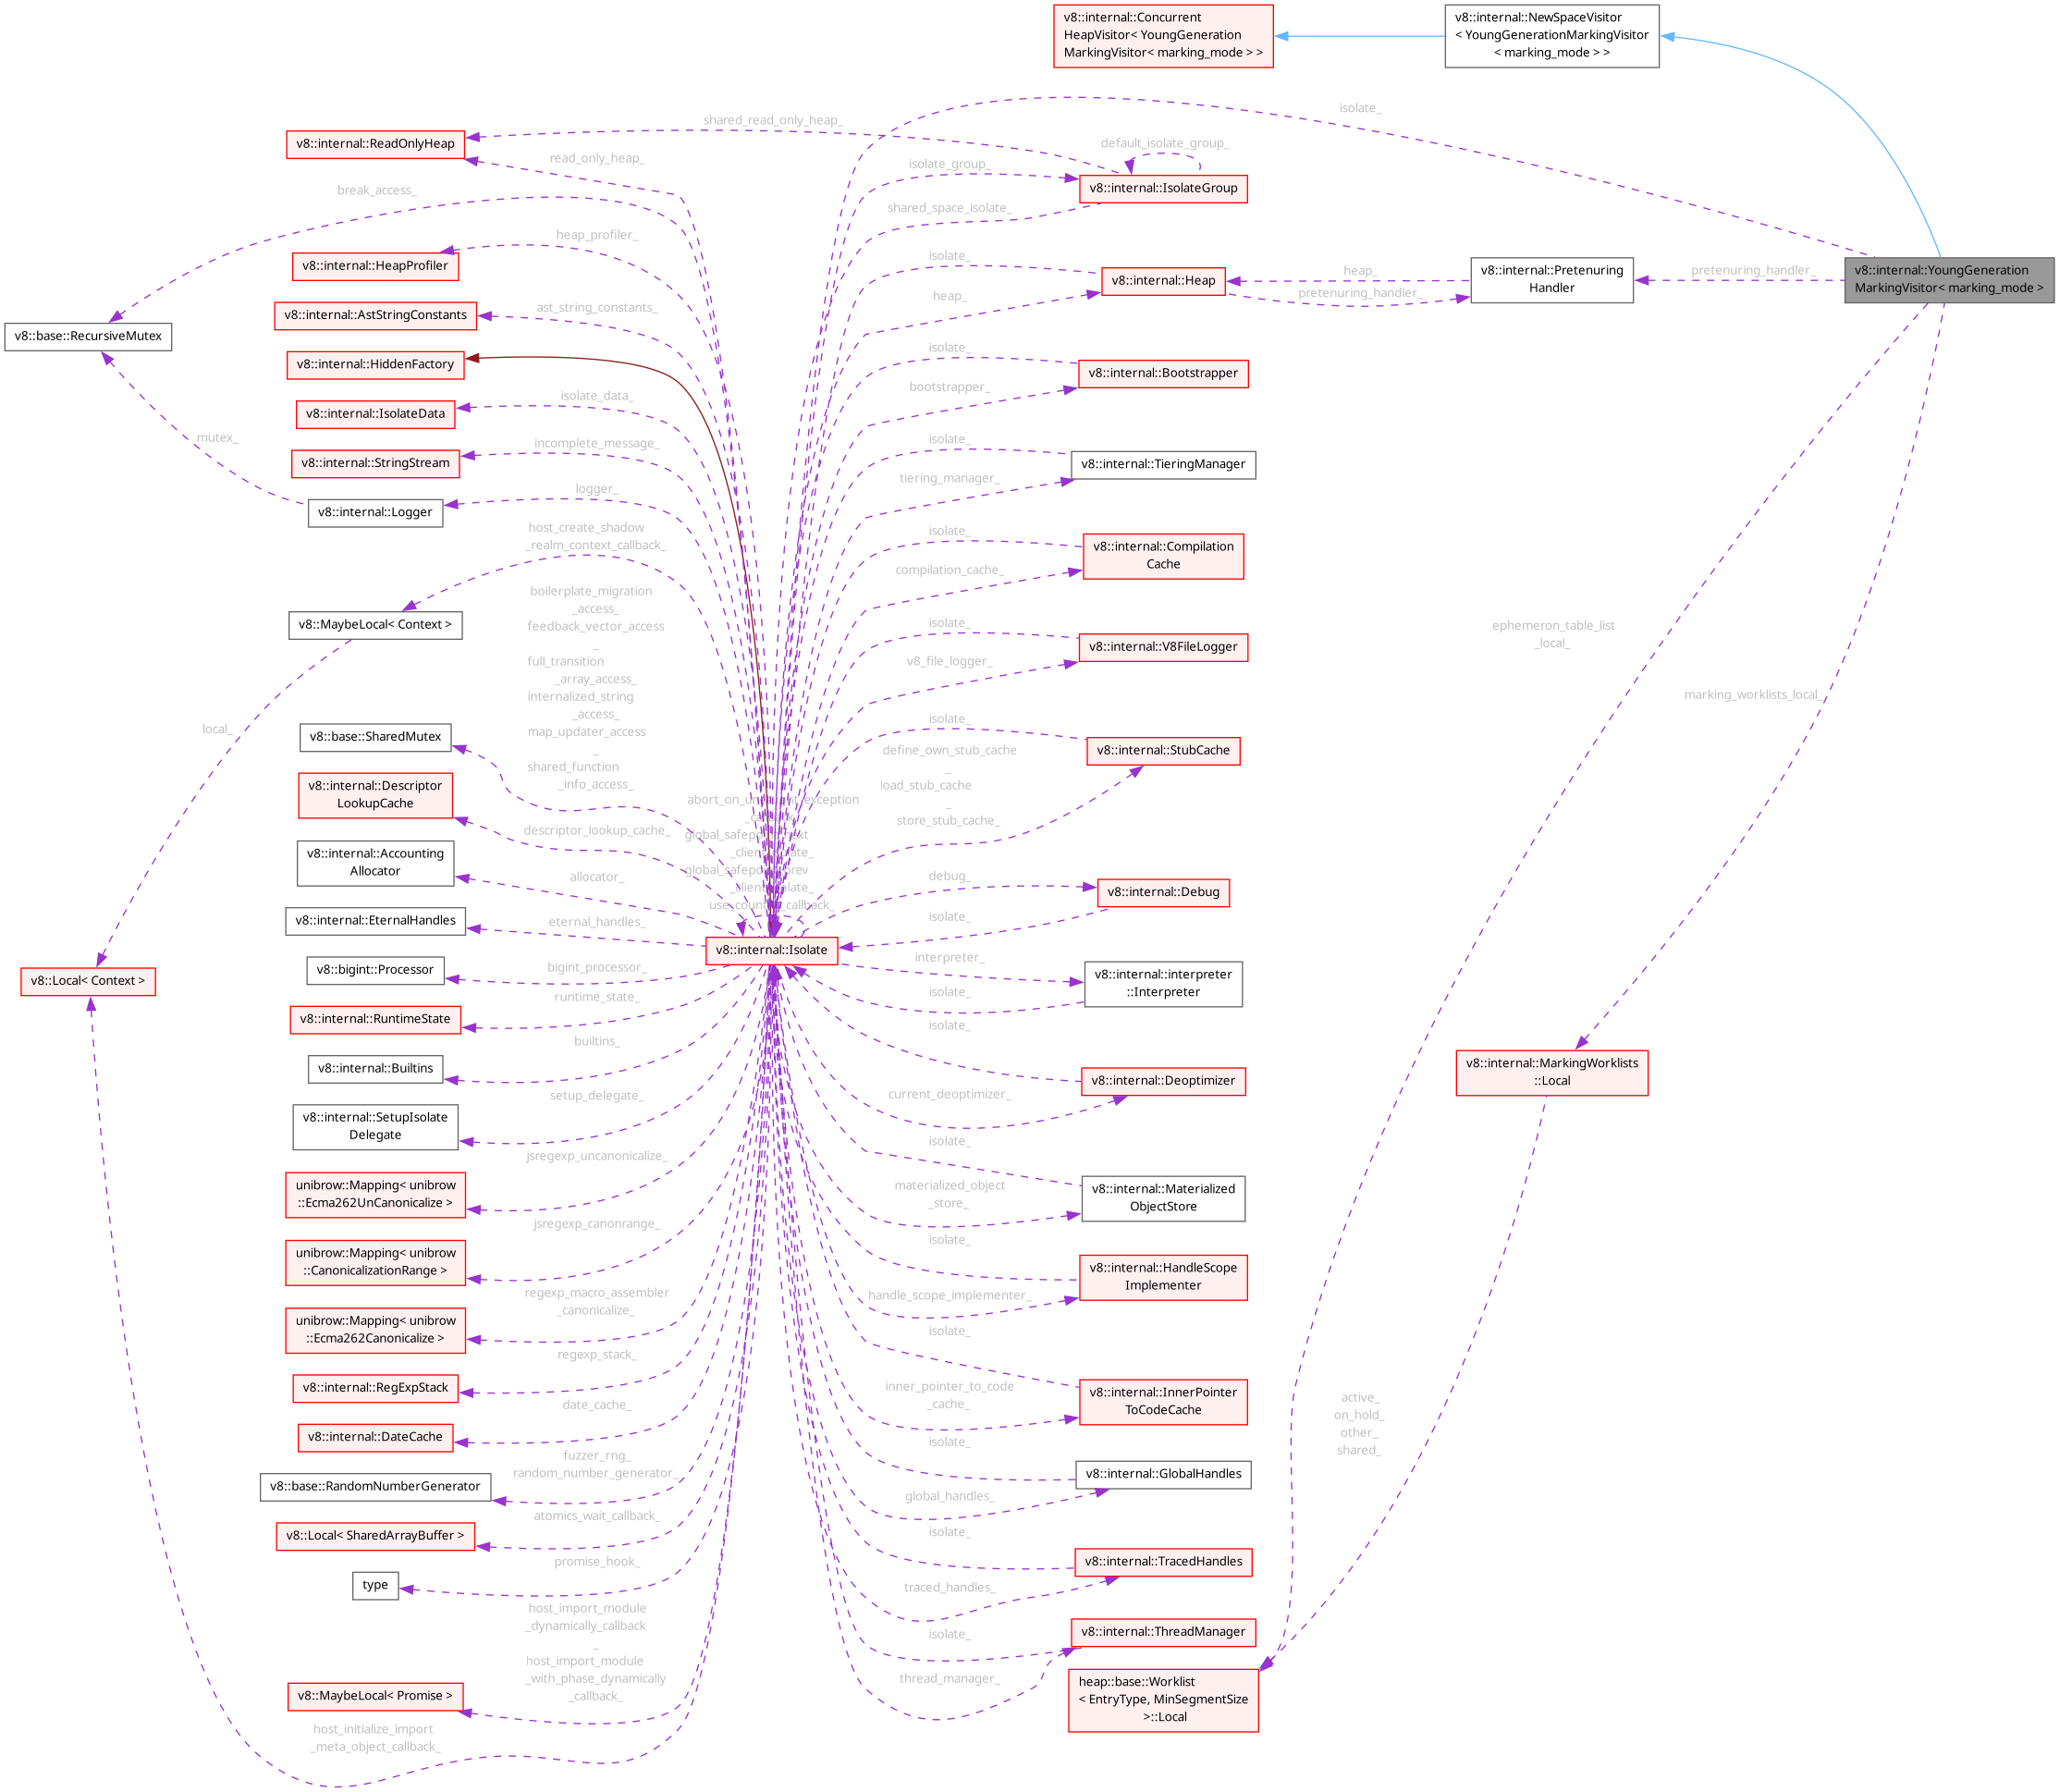 v8::internal::Concurrent
HeapVisitor< YoungGeneration
MarkingVisitor< marking_mode > >
v8::internal::NewSpaceVisitor
< YoungGenerationMarkingVisitor
< marking_mode > >
isolate_
shared_read_only_heap_
default_isolate_group_
v8::internal::ReadOnlyHeap
read_only_heap_
isolate_group_
v8::internal::IsolateGroup
break_access_
shared_space_isolate_
heap_profiler_
v8::internal::HeapProfiler
isolate_
v8::internal::Heap
heap_
v8::internal::Pretenuring
Handler
pretenuring_handler_
v8::internal::YoungGeneration
MarkingVisitor< marking_mode >
heap_
pretenuring_handler_
ast_string_constants_
v8::internal::AstStringConstants
v8::base::RecursiveMutex
isolate_
v8::internal::HiddenFactory
v8::internal::Bootstrapper
bootstrapper_
isolate_data_
v8::internal::IsolateData
mutex_
incomplete_message_
isolate_
v8::internal::StringStream
v8::internal::TieringManager
tiering_manager_
logger_
v8::internal::Logger
host_create_shadow
_realm_context_callback_
isolate_
v8::internal::Compilation
Cache
compilation_cache_
boilerplate_migration
_access_
feedback_vector_access
_
full_transition
_array_access_
internalized_string
_access_
map_updater_access
_
shared_function
_info_access_
v8::MaybeLocal< Context >
isolate_
v8::internal::V8FileLogger
v8_file_logger_
ephemeron_table_list
_local_
marking_worklists_local_
local_
v8::base::SharedMutex
isolate_
v8::internal::StubCache
define_own_stub_cache
_
load_stub_cache
_
store_stub_cache_
v8::internal::Descriptor
LookupCache
descriptor_lookup_cache_
v8::internal::Accounting
Allocator
allocator_
debug_
v8::internal::Debug
isolate_
v8::internal::EternalHandles
eternal_handles_
v8::internal::Isolate
interpreter_
v8::bigint::Processor
bigint_processor_
v8::internal::interpreter
::Interpreter
isolate_
v8::Local< Context >
runtime_state_
v8::internal::RuntimeState
isolate_
builtins_
v8::internal::Builtins
v8::internal::Deoptimizer
current_deoptimizer_
v8::internal::MarkingWorklists
::Local
setup_delegate_
v8::internal::SetupIsolate
Delegate
isolate_
jsregexp_uncanonicalize_
unibrow::Mapping< unibrow
::Ecma262UnCanonicalize >
v8::internal::Materialized
ObjectStore
materialized_object
_store_
jsregexp_canonrange_
unibrow::Mapping< unibrow
::CanonicalizationRange >
isolate_
v8::internal::HandleScope
Implementer
handle_scope_implementer_
regexp_macro_assembler
_canonicalize_
unibrow::Mapping< unibrow
::Ecma262Canonicalize >
isolate_
regexp_stack_
v8::internal::RegExpStack
inner_pointer_to_code
_cache_
v8::internal::InnerPointer
ToCodeCache
date_cache_
v8::internal::DateCache
active_
on_hold_
other_
shared_
isolate_
fuzzer_rng_
random_number_generator_
v8::base::RandomNumberGenerator
v8::internal::GlobalHandles
global_handles_
atomics_wait_callback_
v8::Local< SharedArrayBuffer >
isolate_
promise_hook_
v8::internal::TracedHandles
traced_handles_
type
host_import_module
_dynamically_callback
_
host_import_module
_with_phase_dynamically
_callback_
isolate_
v8::internal::ThreadManager
thread_manager_
v8::MaybeLocal< Promise >
heap::base::Worklist
< EntryType, MinSegmentSize
>::Local
host_initialize_import
_meta_object_callback_